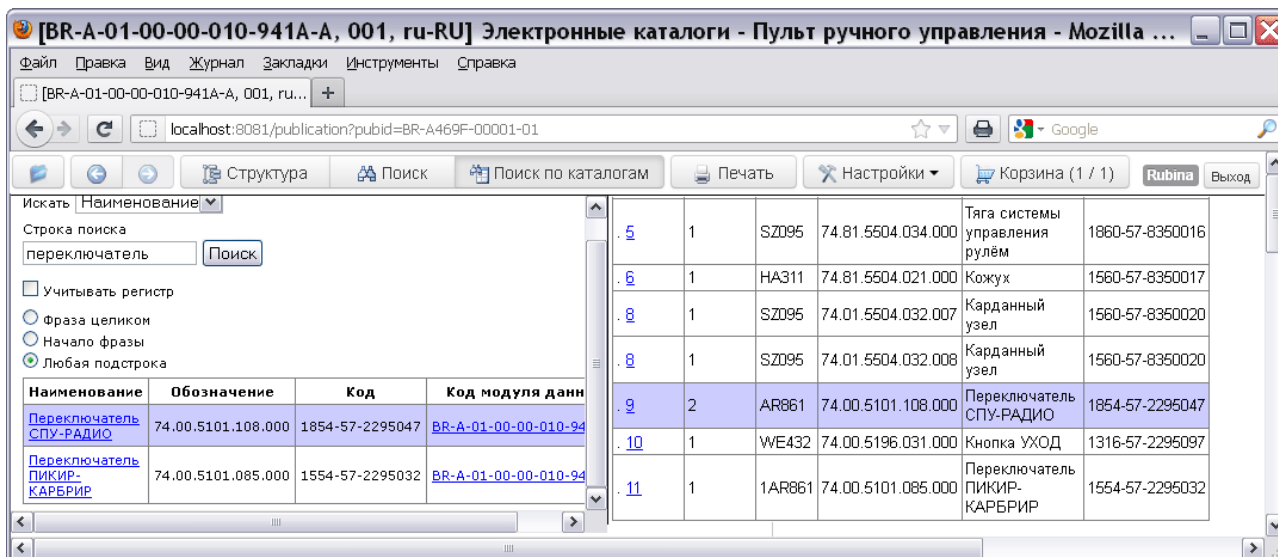 [BR-A-01-00-00-010-941A-A, 001, ru-RU] Электронные каталоги - Пульт ручного управления - Mozilla ...
Файл Правка Вид Журнал Закладки Инструменты Справка
[BR-A-01-00-00-010-941A-A, 001, ru... +
localhost:8081/publication?pubid=BR-A469F-00001-01 Google
Структура Поиск Поиск по каталогам Печать Настройки Корзина (1 / 1) Rubina Выход
Искать Наименование
Строка поиска
переключатель Поиск
Учитывать регистр
Фраза целиком
Начало фразы
Любая подстрока
Наименование Обозначение Код Код модуля данн
Переключатель
СПУ-РАДИО 74.00.5101.108.000 1854-57-2295047 BR-A-01-00-00-010-94
Переключатель
ПИКИР-
КАРБРИР 74.00.5101.085.000 1554-57-2295032 BR-A-01-00-00-010-94
. 5 1 SZ095 74.81.5504.034.000 Тяга системы
управления
рулём 1860-57-8350016
. 6 1 HA311 74.81.5504.021.000 Кожух 1560-57-8350017
. 8 1 SZ095 74.01.5504.032.007 Карданный
узел 1560-57-8350020
. 8 1 SZ095 74.01.5504.032.008 Карданный
узел 1560-57-8350020
. 9 2 AR861 74.00.5101.108.000 Переключатель
СПУ-РАДИО 1854-57-2295047
. 10 1 WE432 74.00.5196.031.000 Кнопка УХОД 1316-57-2295097
. 11 1 1AR861 74.00.5101.085.000 Переключатель
ПИКИР-
КАРБРИР 1554-57-2295032